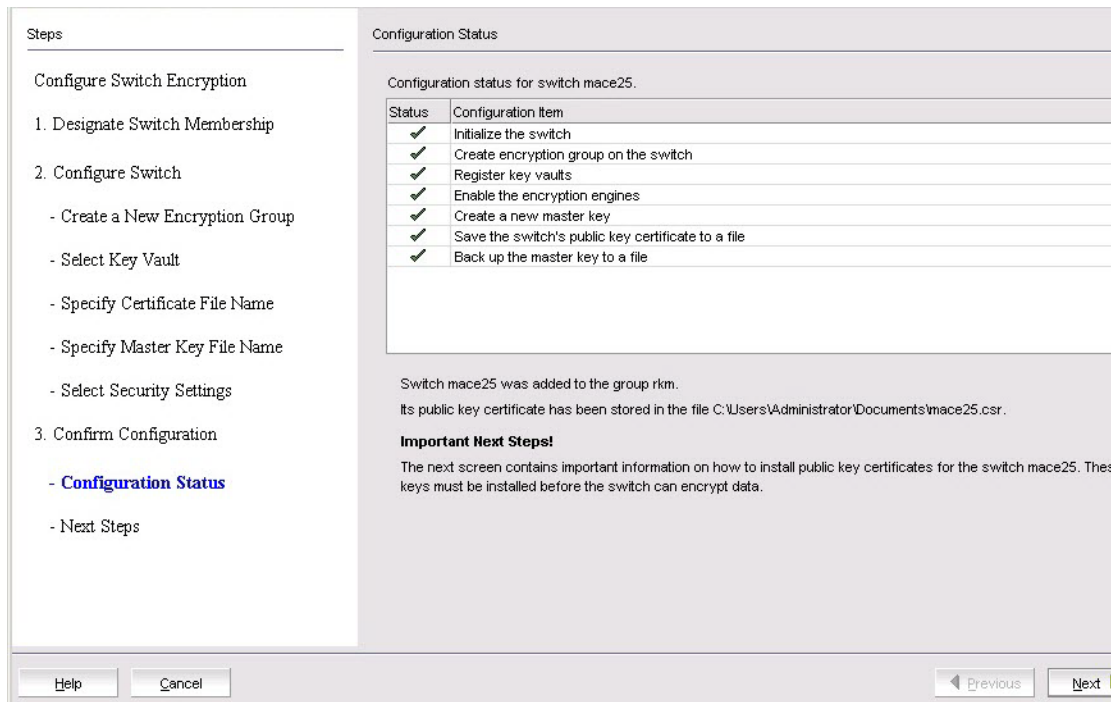 Steps
Configure Switch Encryption
1. Designate Switch Membership
2. Configure Switch
- Create a New Encryption Group
- Select Key Vault
- Specify Certificate File Name
- Specify Master Key File Name
- Select Security Settings
3. Confirm Configuration
- Configuration Status
- Next Steps
Configuration Status
Configuration status for switch mace25.
Status Configuration Item
Initialize the switch
Create encryption group on the switch
Register key vaults
Enable the encryption engines
Create a new master key
Save the switch's public key certificate to a file
Back up the master key to a file
Switch mace25 was added to the group rkm.
Its public key certificate has been stored in the file C:\Users\Administrator\Documents\mace25.csr.
Important Next Steps!
The next screen contains important information on how to install public key certificates for the switch mace25. Thes
keys must be installed before the switch can encrypt data.
Help Cancel Previous Next